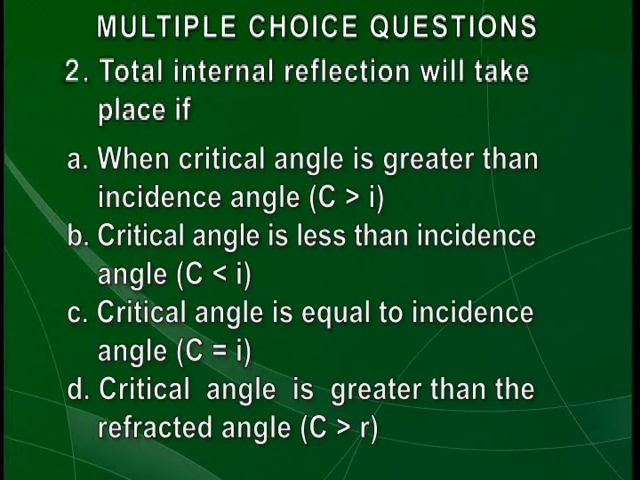 MULTIPLE CHOICE QUESTIONS
2. Total internal reflection will take
place if
a. When critical angle is greater than
incidence angle (C > i)
b. Critical angle is less than incidence
angle (C < i)
c. Critical angle is equal to incidence
angle (C = i)
d. Critical angle is greater than the
refracted angle (C > r)